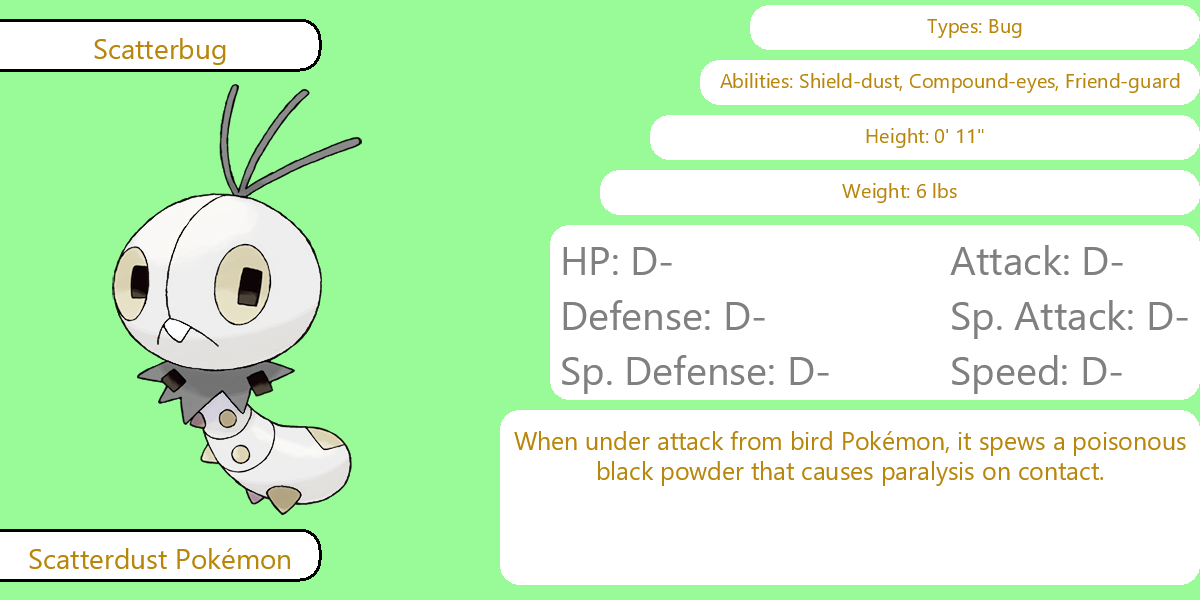 Scatterbug
Types: Bug
Abilities: Shield-dust, Compound-eyes, Friend-guard
Height: 0' 11"
Weight: 6 lbs
HP: D-
Attack: D-
Defense: D-
Sp. Attack: D-
Sp. Defense: D-
Speed: D-
When under attack from bird Pokémon, it spews a poisonous
black powder that causes paralysis on contact.
Scatterdust Pokémon